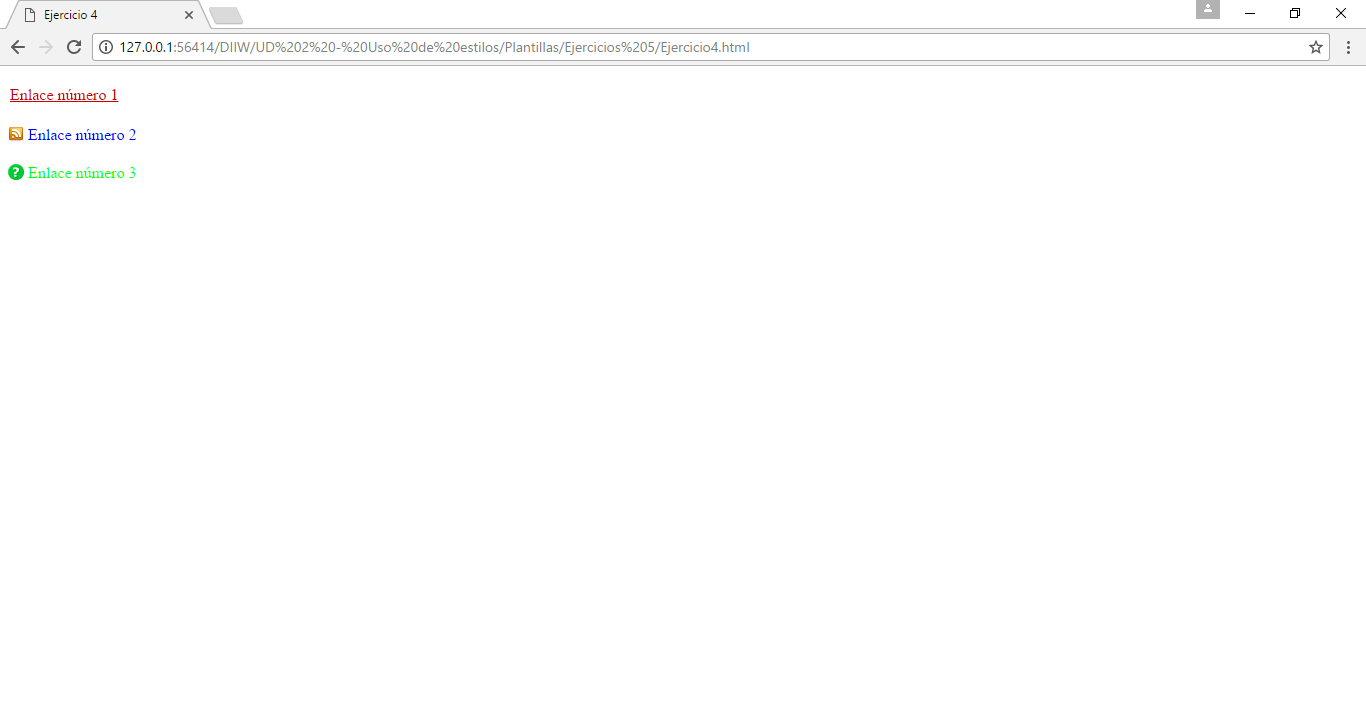 Ejercicio 4
127.0.0.1:56414/DIIW/UD%202%20-%20Uso%20de%20estilos/Plantillas/Ejercicios%205/Ejercicio4.html
Enlace número 1
Enlace número 2
? Enlace número 3